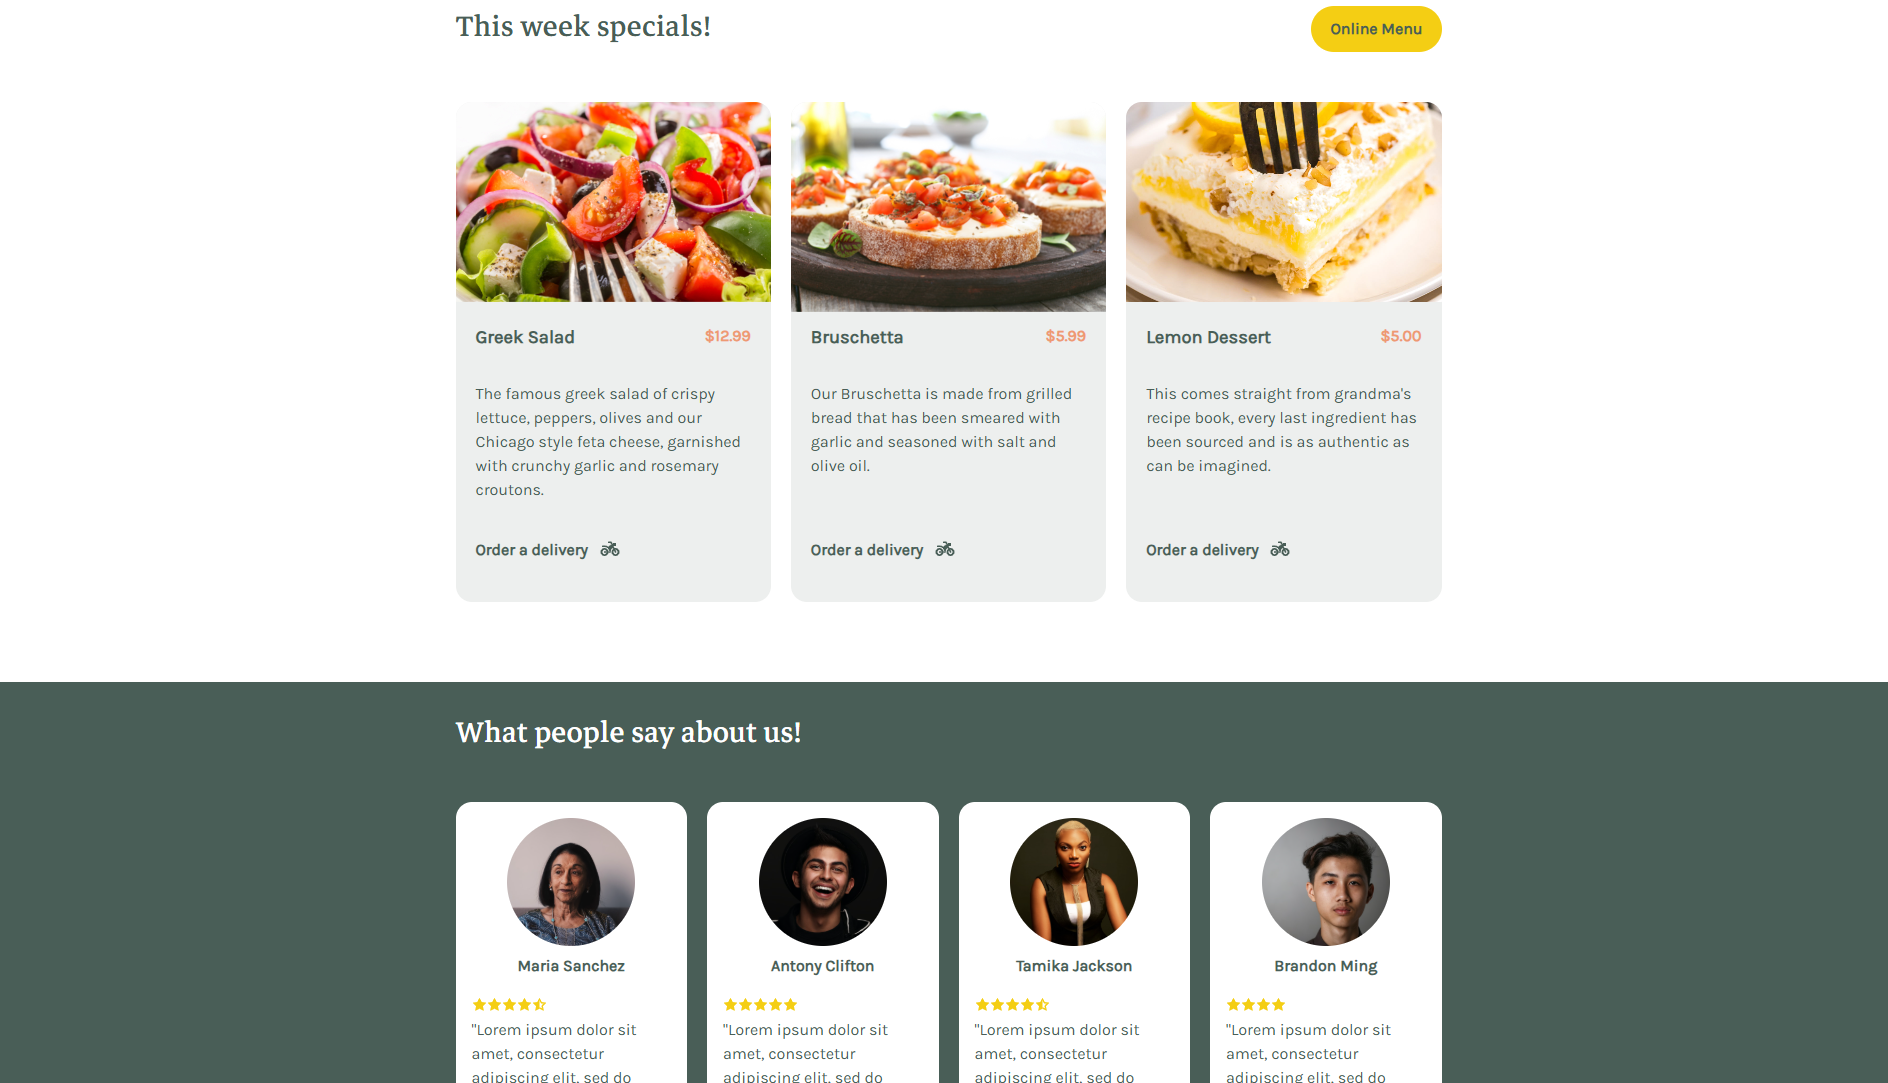 This week specials!
Online Menu
Greek Salad
$12.99
The famous greek salad of crispy
lettuce, peppers, olives and our
Chicago style feta cheese, garnished
with crunchy garlic and rosemary
croutons.
Order a delivery
Bruschetta
$5.99
Our Bruschetta is made from grilled
bread that has been smeared with
garlic and seasoned with salt and
olive oil.
Order a delivery
Lemon Dessert
$5.00
This comes straight from grandma's
recipe book, every last ingredient has
been sourced and is as authentic as
can be imagined.
Order a delivery
What people say about us!
Maria Sanchez
"Lorem ipsum dolor sit
amet, consectetur
adipiscing elit, sed do
Antony Clifton
"Lorem ipsum dolor sit
amet, consectetur
adipiscing elit, sed do
Tamika Jackson
"Lorem ipsum dolor sit
amet, consectetur
adipiscing elit, sed do
Brandon Ming
"Lorem ipsum dolor sit
amet, consectetur
adipiscing elit, sed do